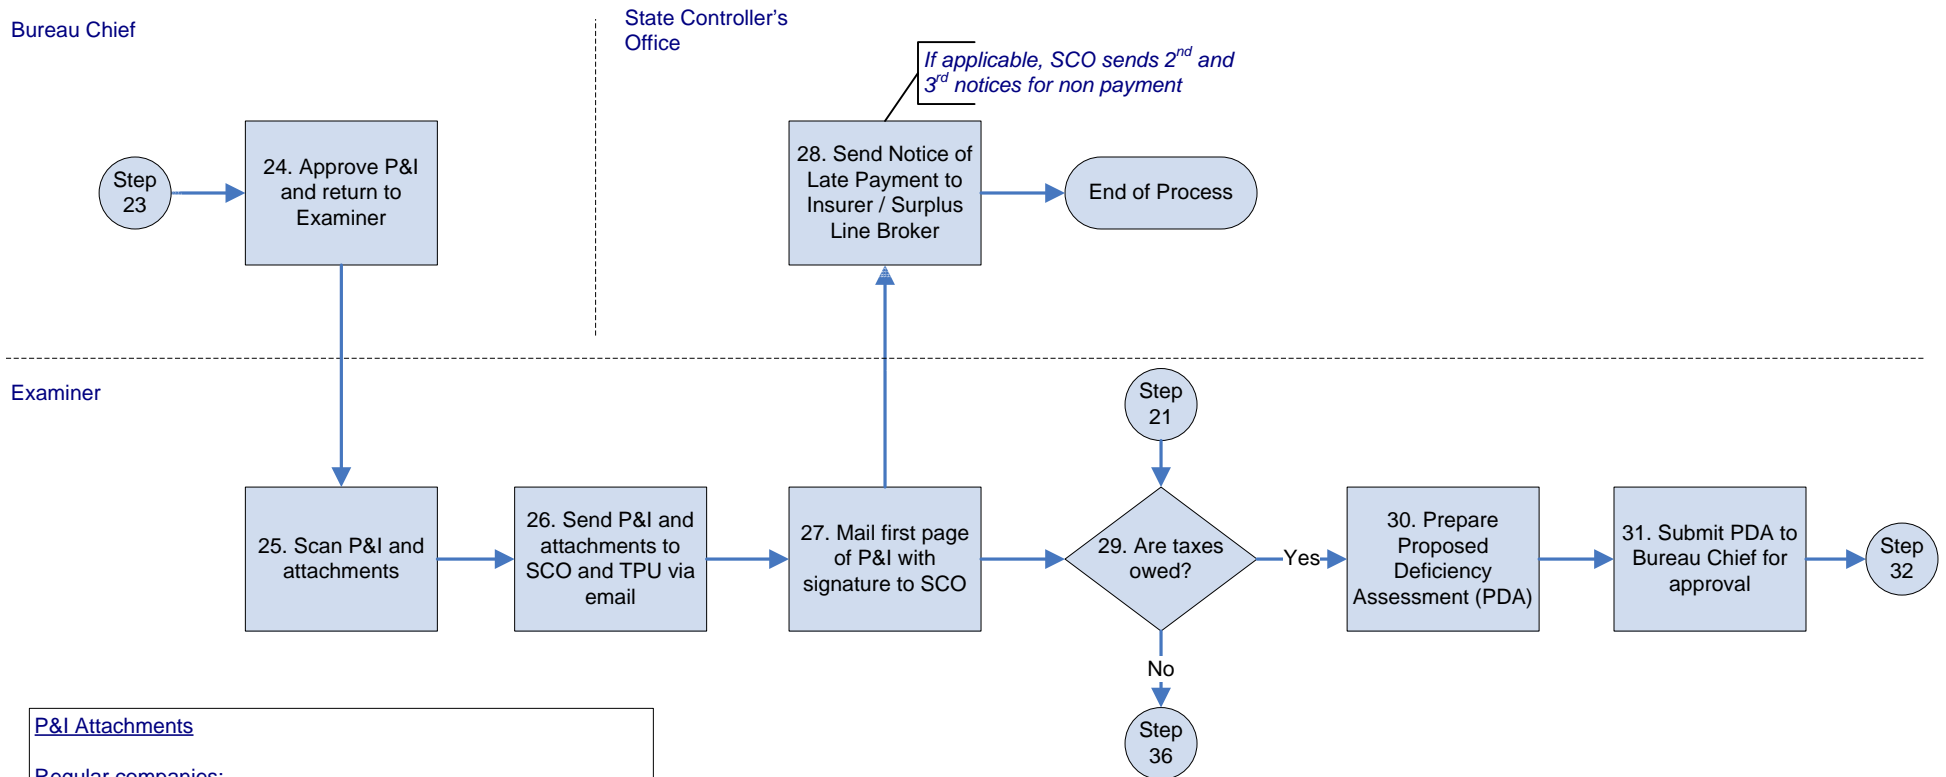 Bureau Chief
State Controller's
Office
If applicable, SCO sends 2nd and
3rd notices for non payment
Step
23
24. Approve P&I
and return to
Examiner
28. Send Notice of
Late Payment to
Insurer / Surplus
Line Broker
End of Process
Examiner
Step
21
25. Scan P&I and
attachments
26. Send P&I and
attachments to
SCO and TPU via
email
27. Mail first page
of P&I with
signature to SCO
29. Are taxes
owed?
Yes
30. Prepare
Proposed
Deficiency
Assessment (PDA)
31. Submit PDA to
Bureau Chief for
approval
Step
32
No
Step
36
P&I Attachments
Regular companies: